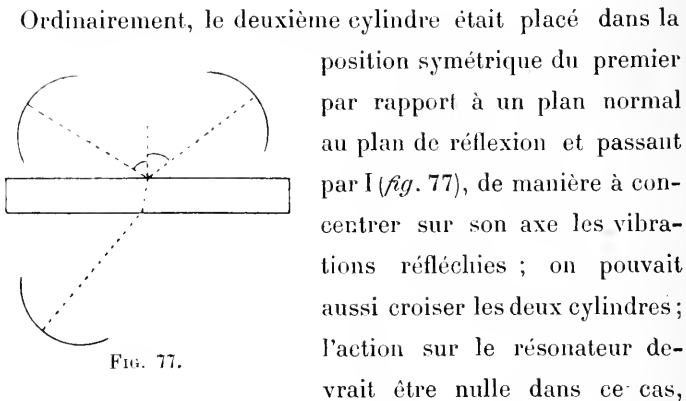 Ordinairement, le deuxième cylindre était placé dans la
position symétrique du premier
par rapport à un plan normal
au plan de réflexion et passant
par I (fig. 77), de manière à con-
centrer sur son axe les vibra-
tions réfléchies ; on pouvait
aussi croiser les deux cylindres ;
l'action sur le résonateur de-
vrait être nulle dans ce cas,
FIG. 77.